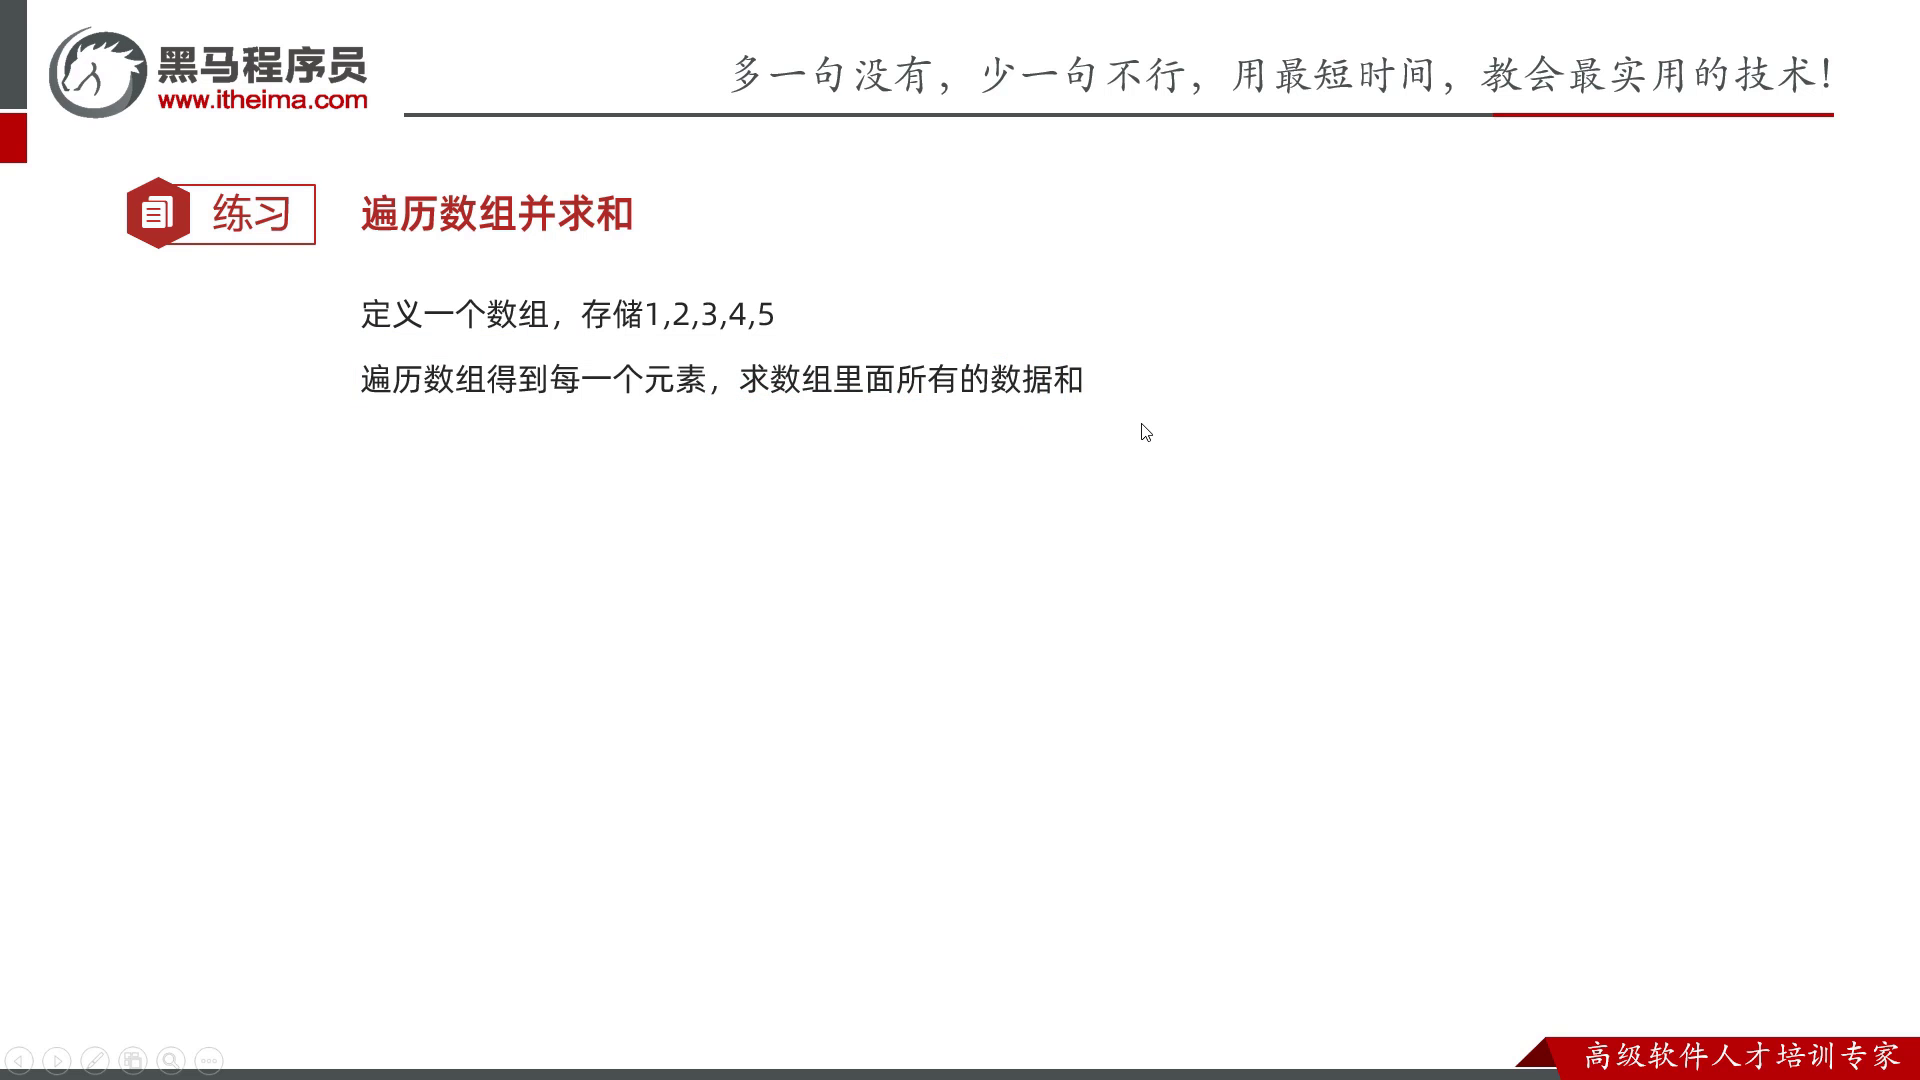 黑马程序员
www.itheima.com
多一句没有，少一句不行，用最短时间，教会最实用的技术！
练习
遍历数组并求和
定义一个数组，存储1,2,3,4,5
遍历数组得到每一个元素，求数组里面所有的数据和
高级软件人才培训专家